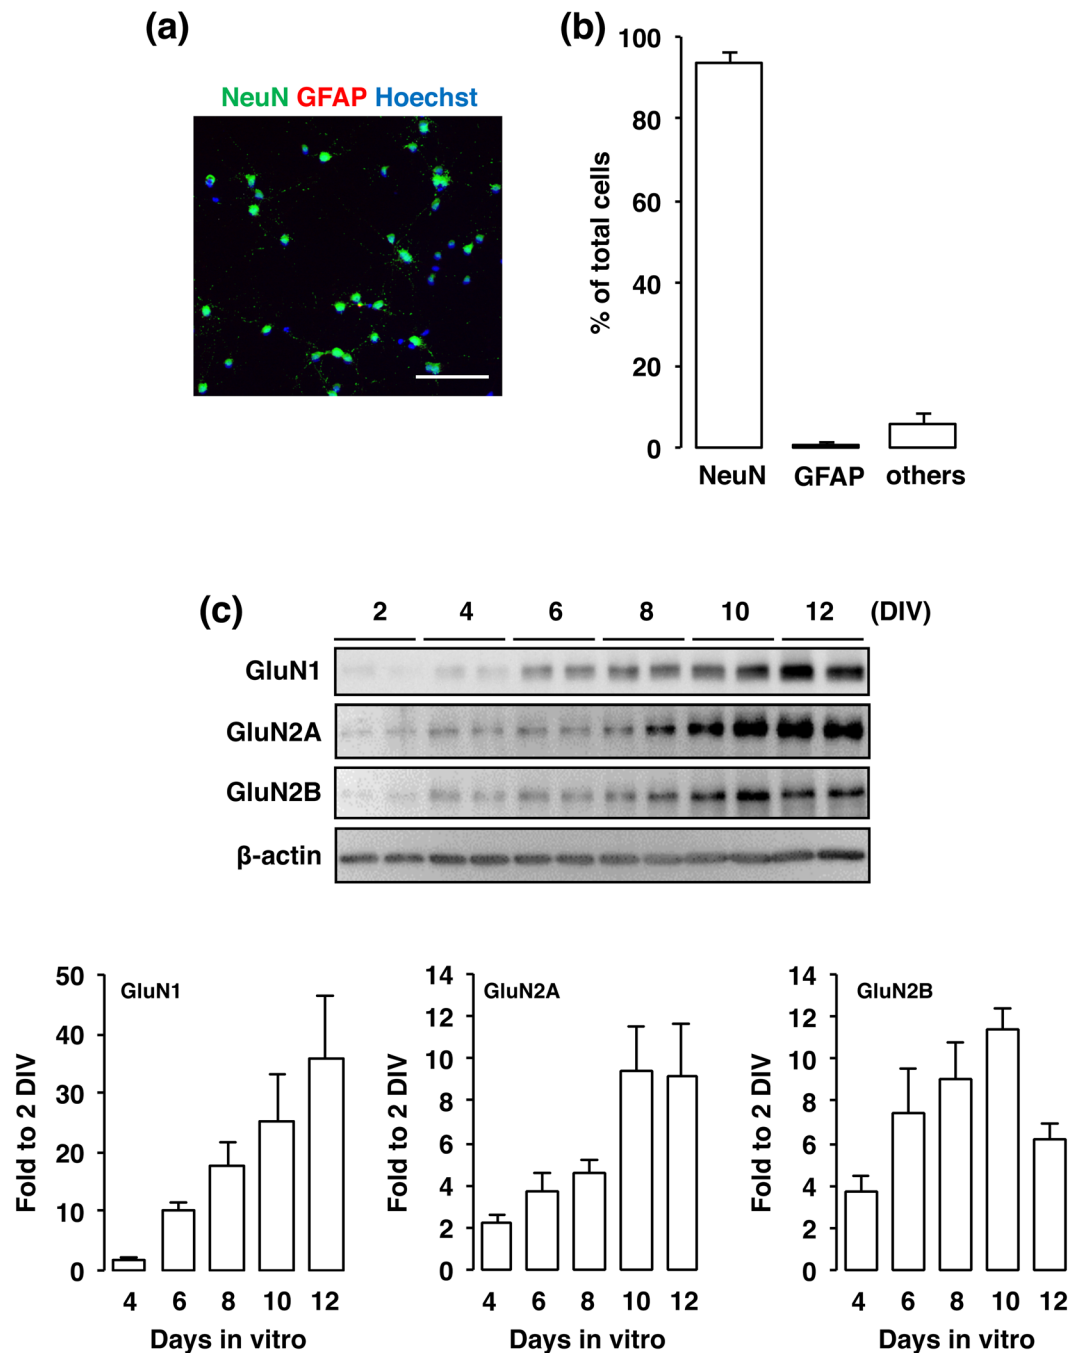 (a)
NeuN GFAP Hoechst
(b)
100
80
60
40
20
0
% of total cells
NeuN GFAP others
(c)
2 4 6 8 10 12 (DIV)
GluN1
GluN2A
GluN2B
β-actin
GluN1
50
40
30
20
10
0
Fold to 2 DIV
4 6 8 10 12
Days in vitro
GluN2A
14
12
10
8
6
4
2
0
Fold to 2 DIV
4 6 8 10 12
Days in vitro
GluN2B
14
12
10
8
6
4
2
0
Fold to 2 DIV
4 6 8 10 12
Days in vitro